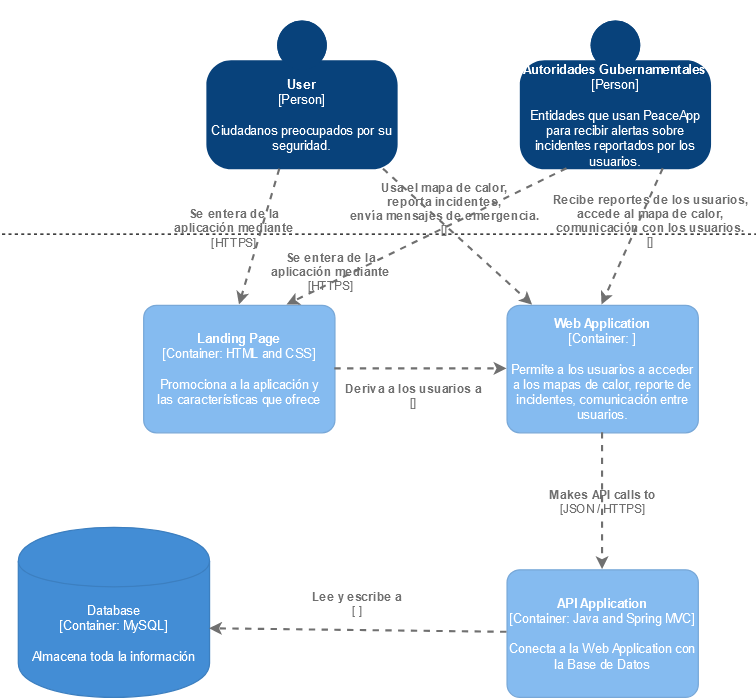 User
[Person]
Ciudadanos preocupados por su
seguridad.
Autoridades Gubernamentales
[Person]
Entidades que usan PeaceApp
para recibir alertas sobre
incidentes reportados por los
usuarios.
Usa el mapa de calor,
reporta incidentes,
envía mensajes de emergencia.
[]
Recibe reportes de los usuarios,
accede al mapa de calor,
comunicación con los usuarios.
[]
Se entera de la
aplicación mediante
[HTTPS]
Se entera de la
aplicación mediante
[HTTPS]
Landing Page
[Container: HTML and CSS]
Promociona a la aplicación y
las características que ofrece
Deriva a los usuarios a
[]
Web Application
[Container: ]
Permite a los usuarios a acceder
a los mapas de calor, reporte de
incidentes, comunicación entre
usuarios.
Makes API calls to
[JSON / HTTPS]
Database
[Container: MySQL]
Almacena toda la información
Lee y escribe a
[ ]
API Application
[Container: Java and Spring MVC]
Conecta a la Web Application con
la Base de Datos